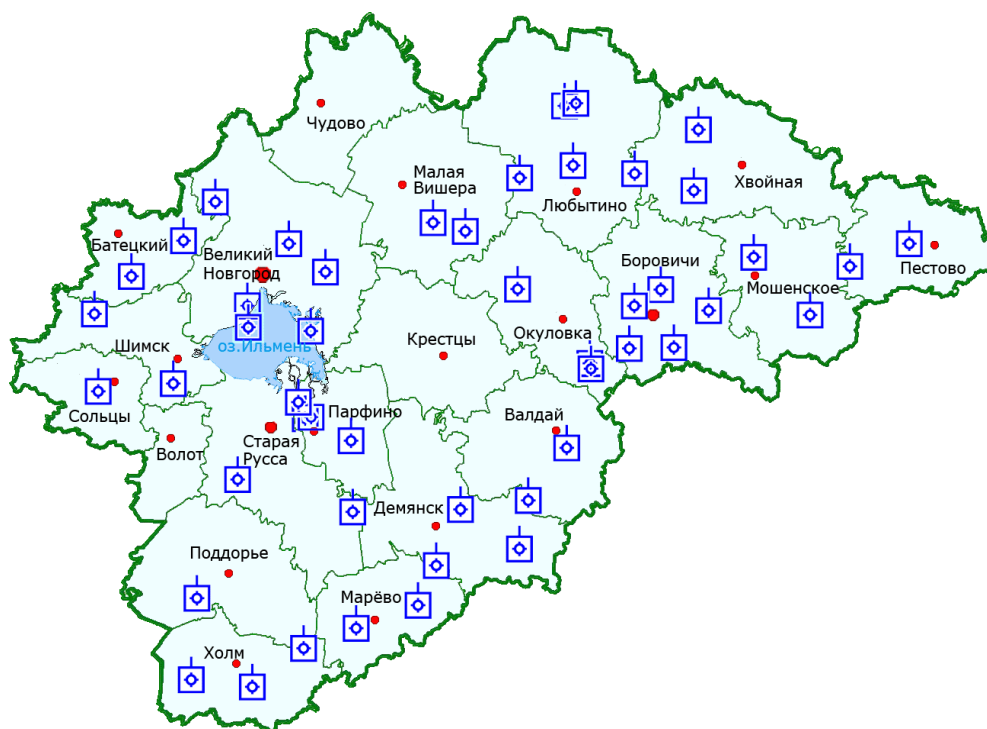 Чудово
Малая
Вишера
Хвойная
Любытино
Батецкий
Великий
Новгород
Боровичи
Пестово
Мошенское
Окуловка
Крестцы
Шимск
оз.Ильмень
Сольцы
Парфино
Валдай
Старая
Русса
Волот
Демянск
Поддорье
Марёво
Холм